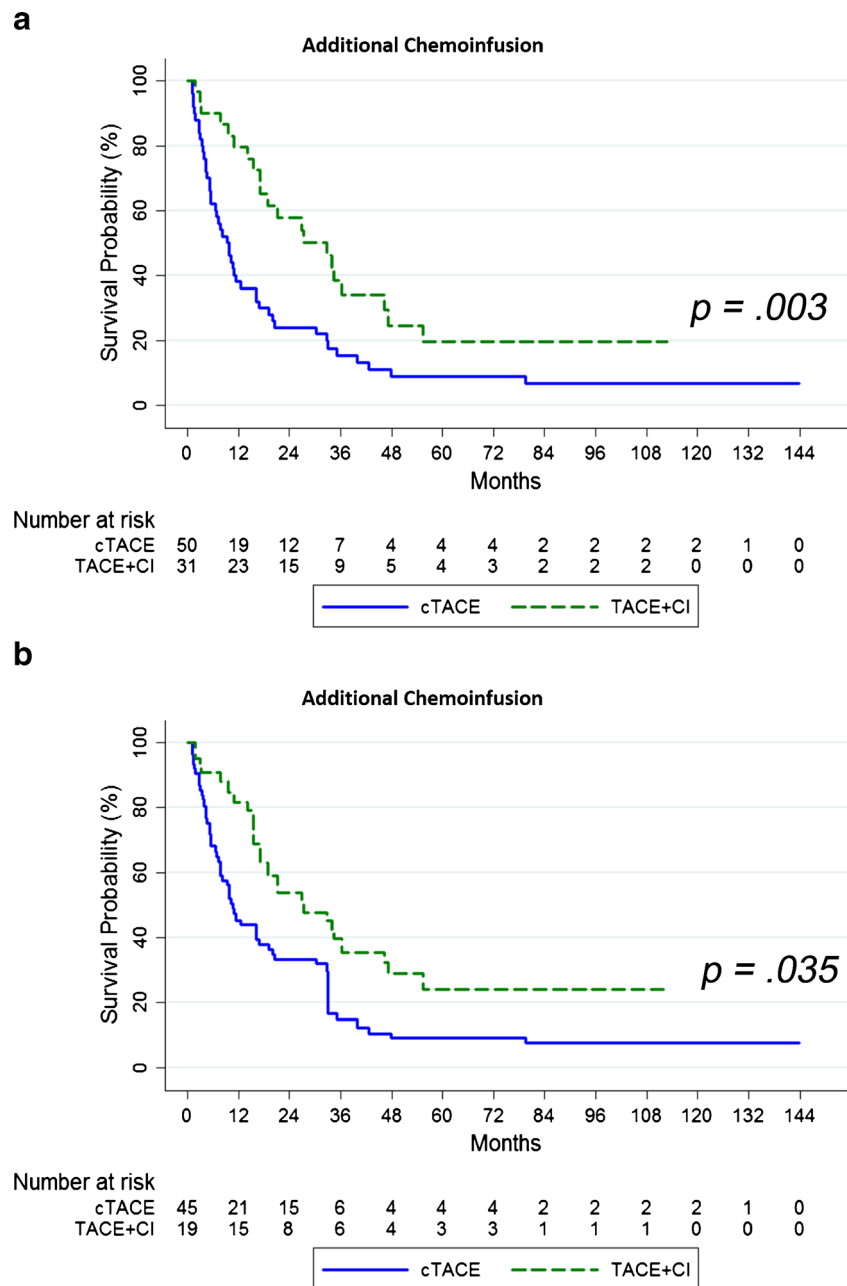 a
Additional Chemoinfusion
Survival Probability (%)
100
80
60
40
20
0
p = .003
0 12 24 36 48 60 72 84 96 108 120 132 144
Months
Number at risk
cTACE 50 19 12 7 4 4 4 2 2 2 2 1 0
TACE+CI 31 23 15 9 5 4 3 2 2 2 0 0 0
cTACE TACE+CI
b
Additional Chemoinfusion
Survival Probability (%)
100
80
60
40
20
0
p = .035
0 12 24 36 48 60 72 84 96 108 120 132 144
Months
Number at risk
cTACE 45 21 15 6 4 4 4 2 2 2 2 1 0
TACE+CI 19 15 8 6 4 3 3 1 1 1 0 0 0
cTACE TACE+CI